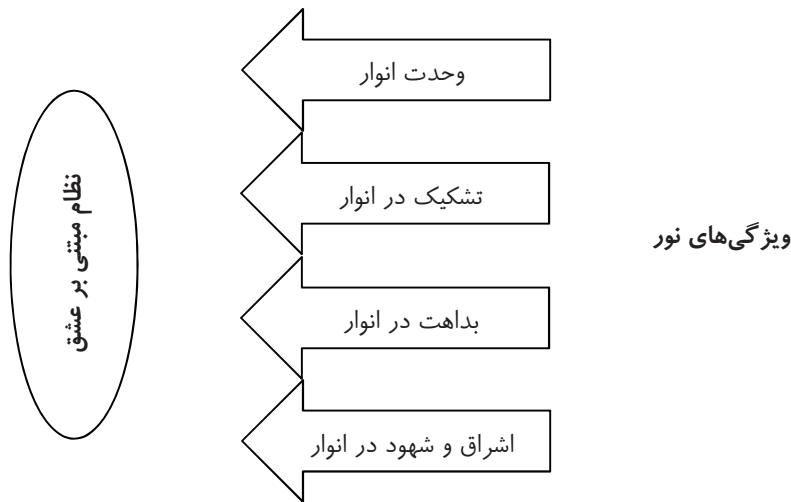 ویژگی‌های نور
وحدت انوار
تشکیک در انوار
بداهت در انوار
اشراق و شهود در انوار
نظام مبتنی بر عشق